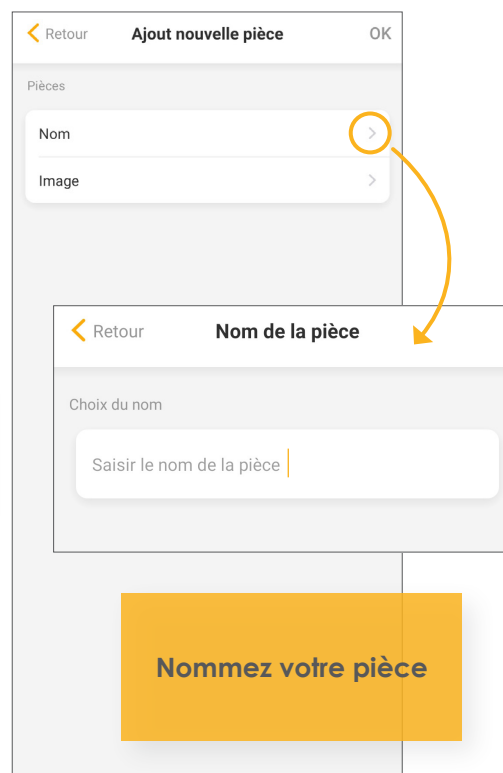 Retour Ajout nouvelle pièce OK
Pièces
Nom
Image
Retour Nom de la pièce
Choix du nom
Saisir le nom de la pièce
Nommez votre pièce